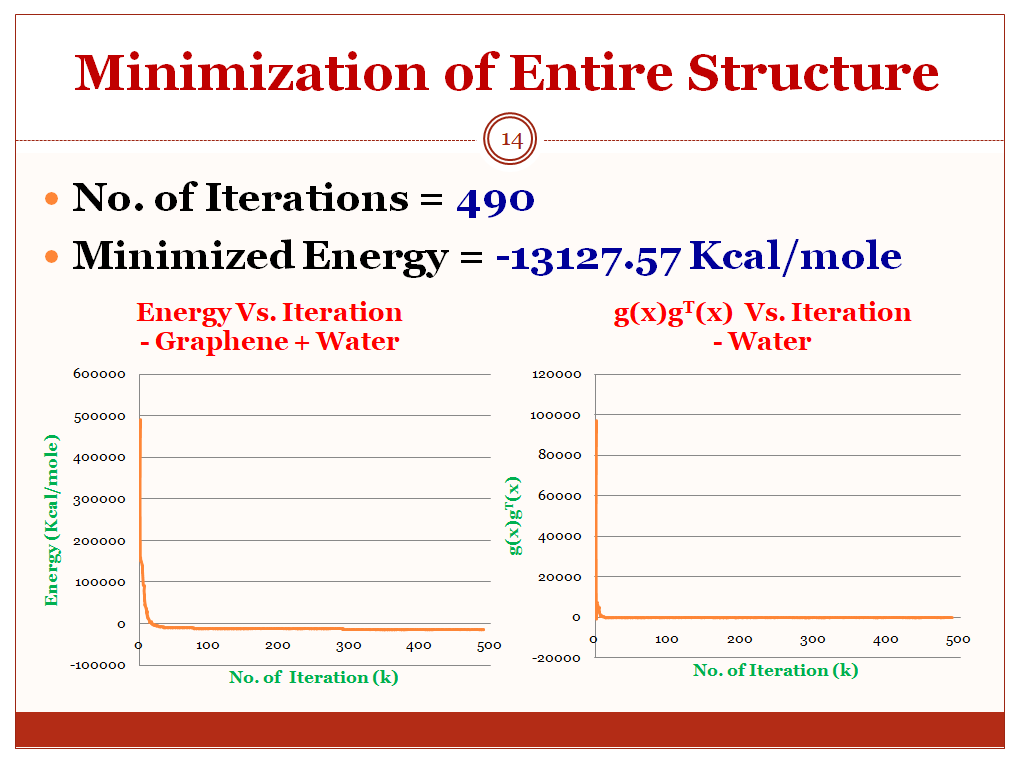 Minimization of Entire Structure
14
No. of Iterations = 490
Minimized Energy = -13127.57 Kcal/mole
Energy Vs. Iteration
- Graphene + Water
600000
500000
400000
300000
200000
100000
0
-100000
0 100 200 300 400 500
Energy (Kcal/mole)
No. of Iteration (k)
g(x)gᵀ(x) Vs. Iteration
- Water
120000
100000
80000
60000
40000
20000
0
-20000
0 100 200 300 400 500
g(x)gᵀ(x)
No. of Iteration (k)